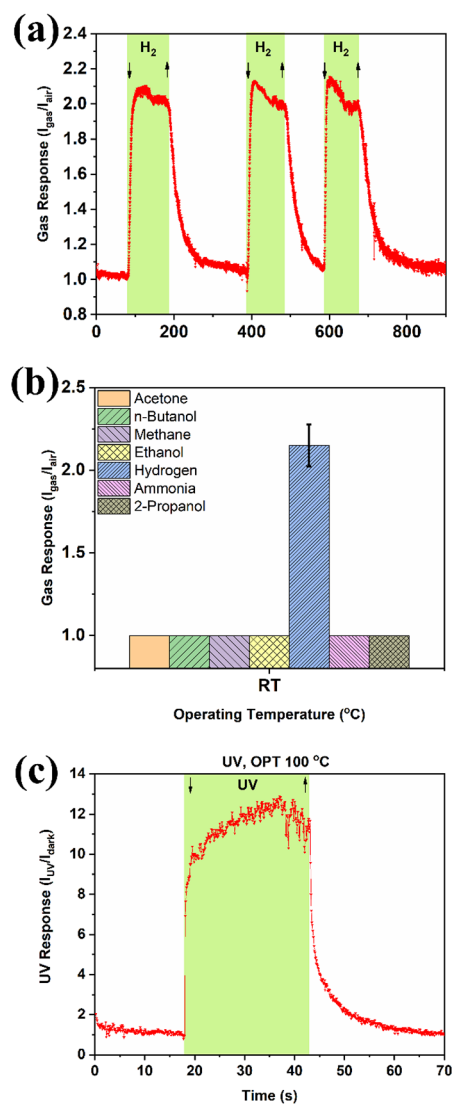 (a)
H2
H2
H2
Gas Response (Igas/Iair)
2.4
2.2
2.0
1.8
1.6
1.4
1.2
1.0
0.8
0 200 400 600 800
(b)
Acetone
n-Butanol
Methane
Ethanol
Hydrogen
Ammonia
2-Propanol
Gas Response (Igas/Iair)
2.5
2.0
1.5
1.0
RT
Operating Temperature (oC)
(c)
UV, OPT 100 oC
UV
UV Response (IUV/Idark)
14
12
10
8
6
4
2
0
0 10 20 30 40 50 60 70
Time (s)